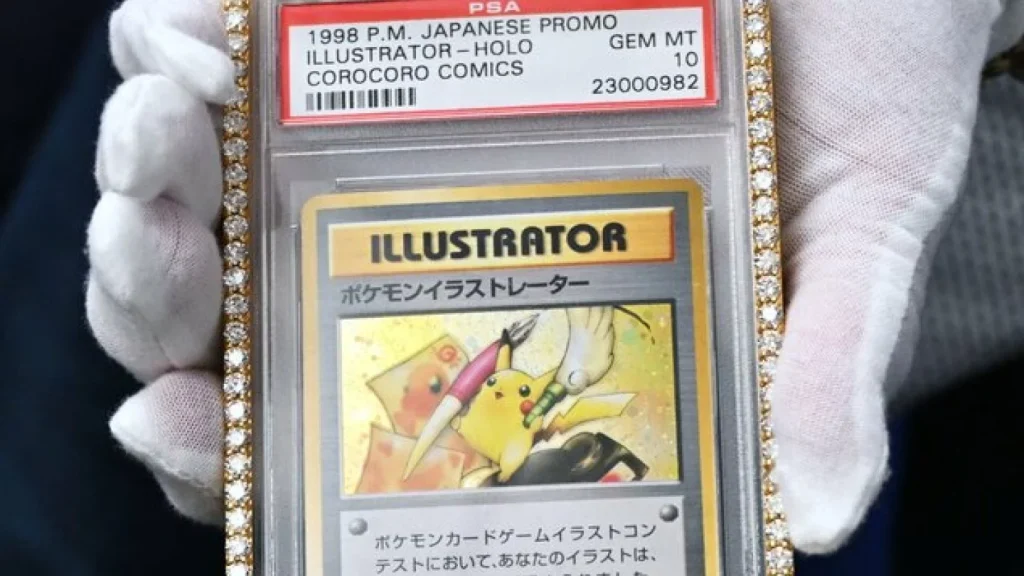 PSA
1998 P.M. JAPANESE PROMO
ILLUSTRATOR-HOLO GEM MT
COROCORO COMICS 10
23000982
ILLUSTRATOR
ポケモンイラストレーター
ポケモンカードゲームイラストコン
テストにおいて、あなたのイラストは、